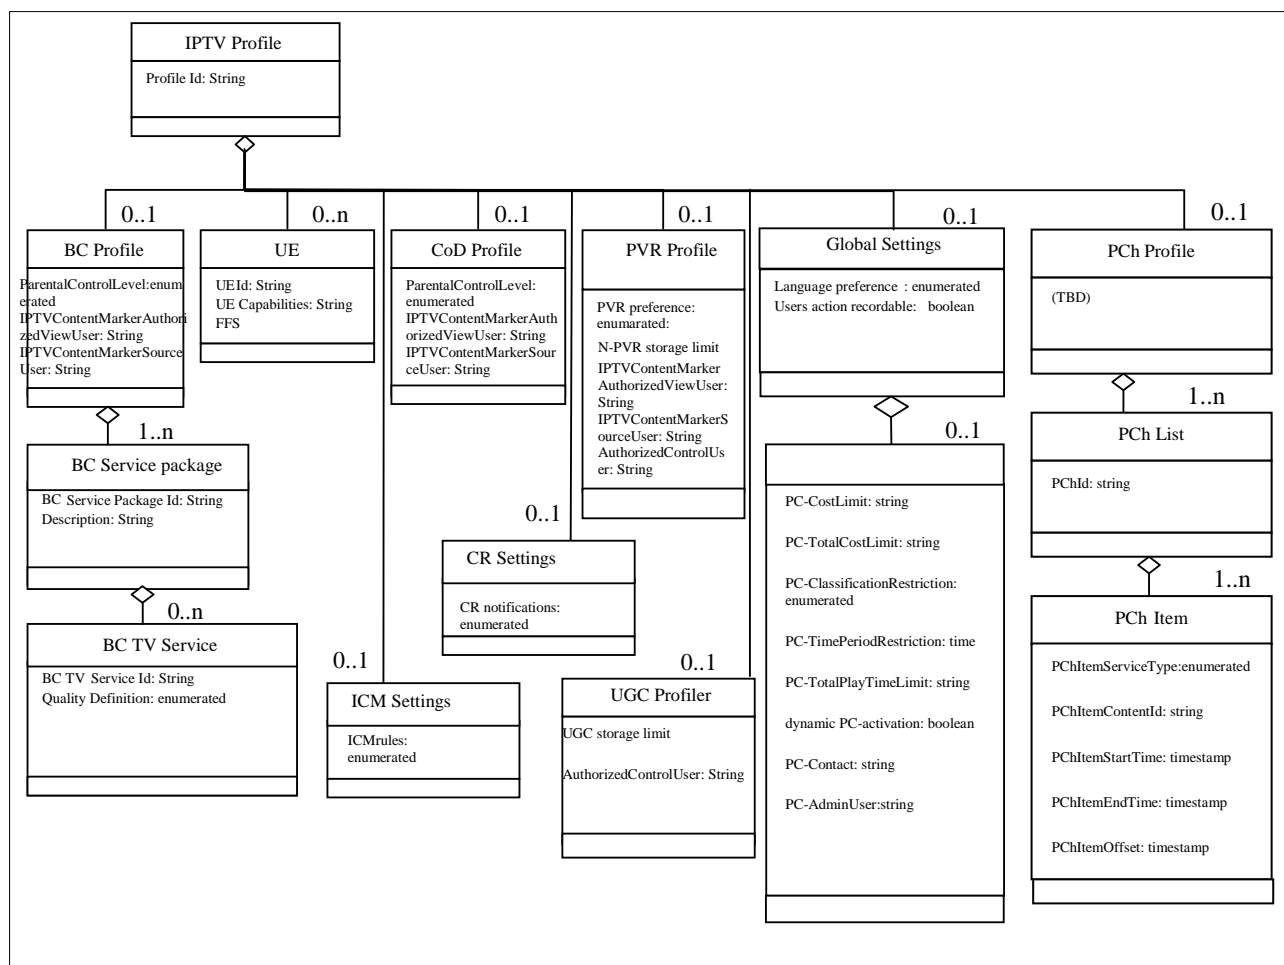 IPTV Profile
Profile Id: String
0..1
0..n
0..1
0..1
0..1
0..1
BC Profile
ParentalControlLevel:enum
erated
IPTVContentMarkerAuthori
zedViewUser: String
IPTVContentMarkerSource
User: String
UE
UEId: String
UE Capabilities: String
FFS
CoD Profile
ParentalControlLevel:
enumerated
IPTVContentMarkerAuth
orizedViewUser: String
IPTVContentMarkerSour
ceUser: String
PVR Profile
PVR preference:
enumarated:
N-PVR storage limit
IPTVContentMarker
AuthorizedViewUser:
String
IPTVContentMarkerS
ourceUser: String
AuthorizedControlUs
er: String
Global Settings
Language preference : enumerated
Users action recordable: boolean
PCh Profile
(TBD)
1..n
BC Service package
BC Service Package Id: String
Description: String
0..n
BC TV Service
BC TV Service Id: String
Quality Definition: enumerated
0..1
ICM Settings
ICMrules:
enumerated
0..1
CR Settings
CR notifications:
enumerated
0..1
UGC Profiler
UGC storage limit
AuthorizedControlUser: String
0..1
PC-CostLimit: string
PC-TotalCostLimit: string
PC-ClassificationRestriction:
enumerated
PC-TimePeriodRestriction: time
PC-TotalPlayTimeLimit: string
dynamic PC-activation: boolean
PC-Contact: string
PC-AdminUser:string
1..n
PCh List
PChId: string
1..n
PCh Item
PChItemServiceType:enumerated
PChItemContentId: string
PChItemStartTime: timestamp
PChItemEndTime: timestamp
PChItemOffset: timestamp